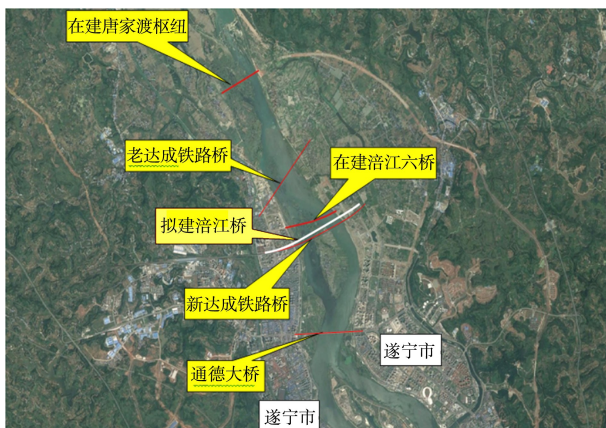 在建唐家渡枢纽
老达成铁路桥
在建涪江六桥
拟建涪江桥
新达成铁路桥
遂宁市
通德大桥
遂宁市